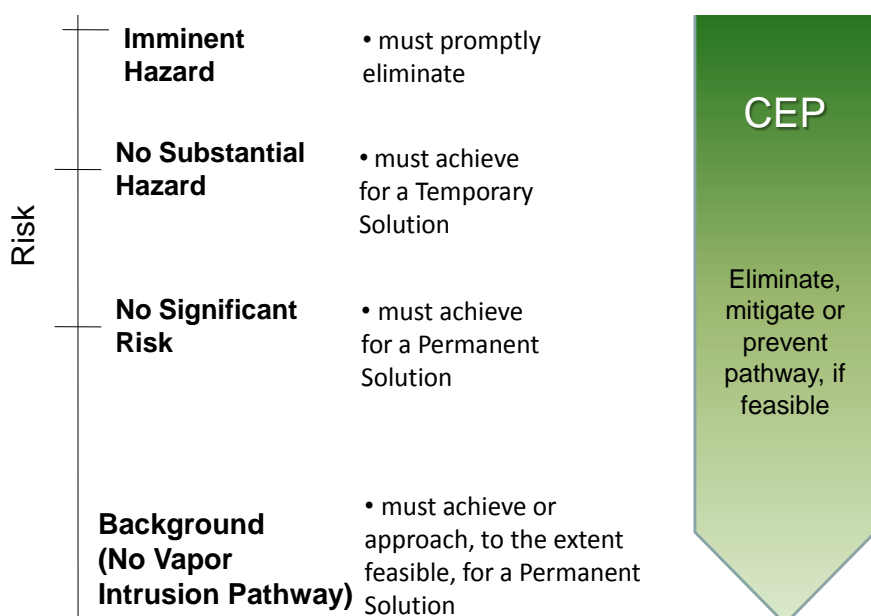 Risk
Imminent
Hazard
• must promptly
eliminate
No Substantial
Hazard
• must achieve
for a Temporary
Solution
No Significant
Risk
• must achieve
for a Permanent
Solution
Background
(No Vapor
Intrusion Pathway)
• must achieve or
approach, to the extent
feasible, for a Permanent
Solution
CEP
Eliminate,
mitigate or
prevent
pathway, if
feasible